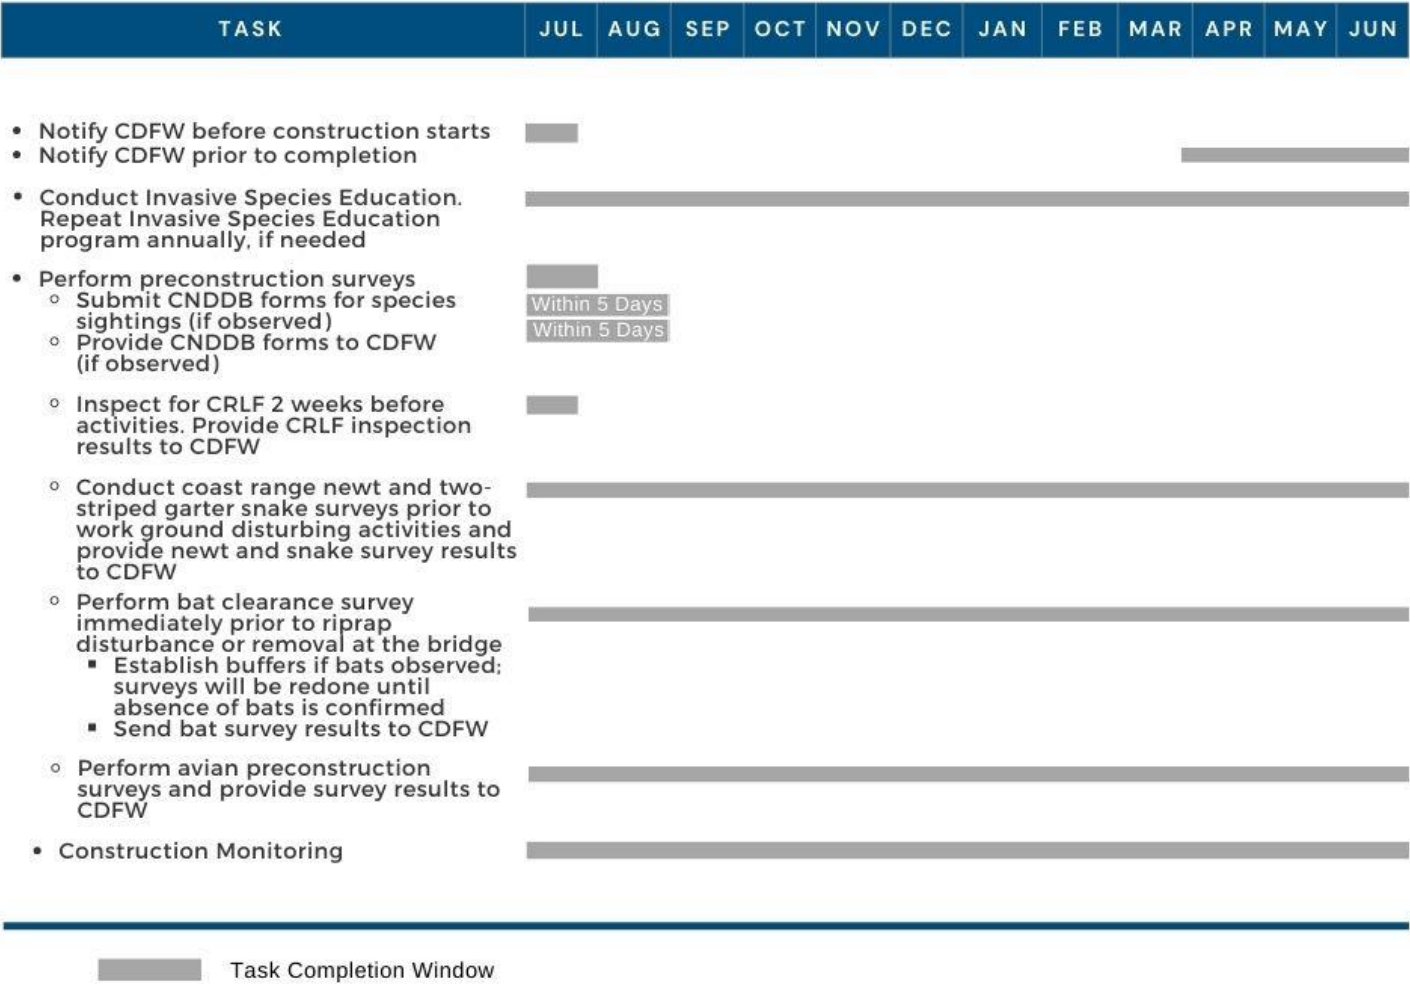 TASK JUL AUG SEP OCT NOV DEC JAN FEB MAR APR MAY JUN
• Notify CDFW before construction starts
• Notify CDFW prior to completion
• Conduct Invasive Species Education.
Repeat Invasive Species Education
program annually, if needed
• Perform preconstruction surveys
○ Submit CNDDB forms for species
sightings (if observed)
Within 5 Days
○ Provide CNDDB forms to CDFW
(if observed)
Within 5 Days
○ Inspect for CRLF 2 weeks before
activities. Provide CRLF inspection
results to CDFW
○ Conduct coast range newt and two-
striped garter snake surveys prior to
work ground disturbing activities and
provide newt and snake survey results
to CDFW
○ Perform bat clearance survey
immediately prior to riprap
disturbance or removal at the bridge
▪ Establish buffers if bats observed;
surveys will be redone until
absence of bats is confirmed
▪ Send bat survey results to CDFW
○ Perform avian preconstruction
surveys and provide survey results to
CDFW
• Construction Monitoring
Task Completion Window